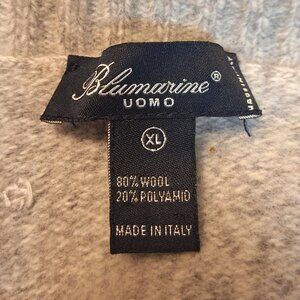 Blumarine®
UOMO
XL
80% WOOL
20% POLYAMID
MADE IN ITALY